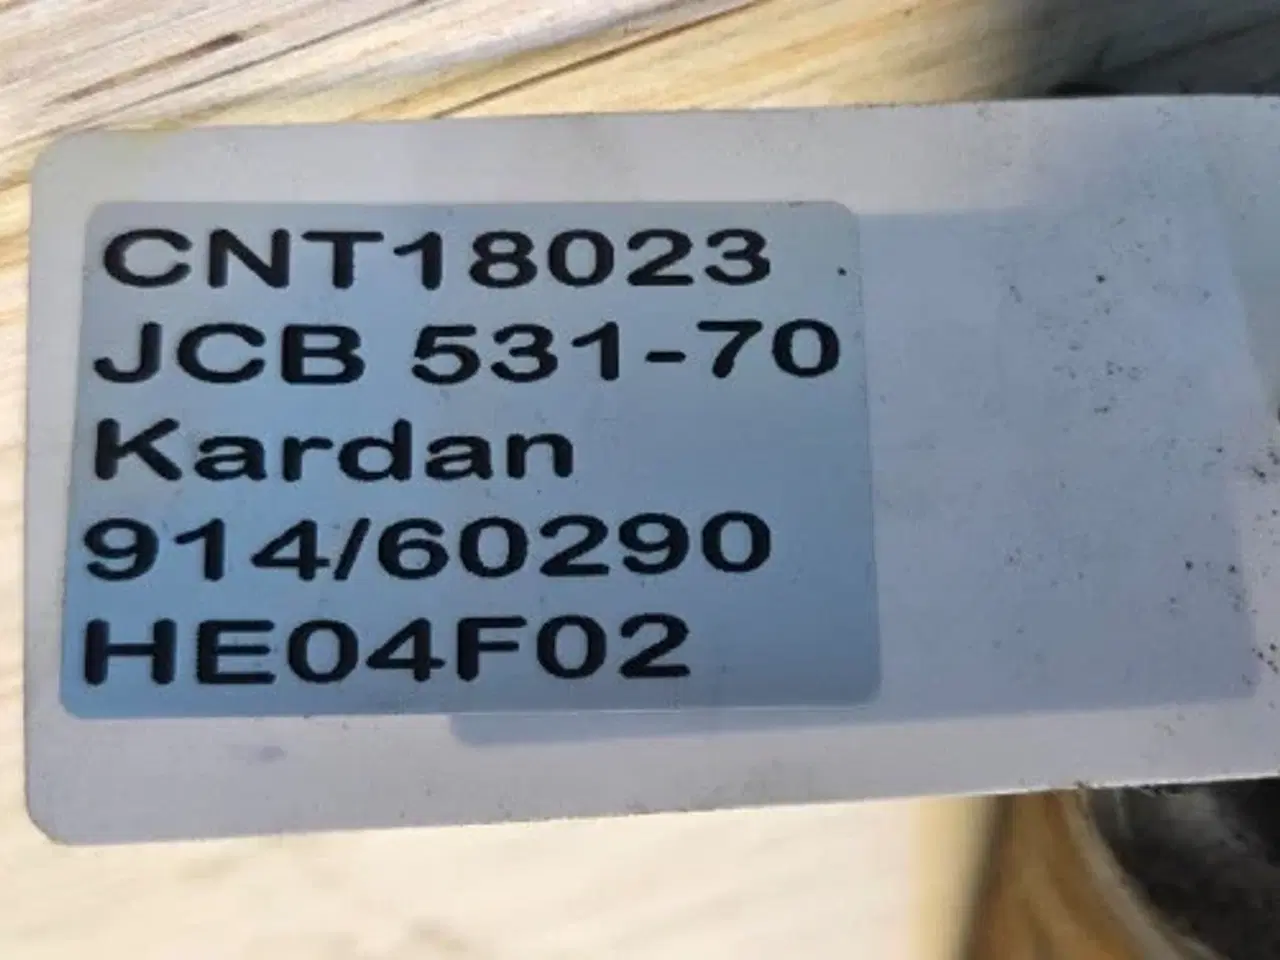 CNT18023
JCB 531-70
Kardan
914/60290
HE04F02